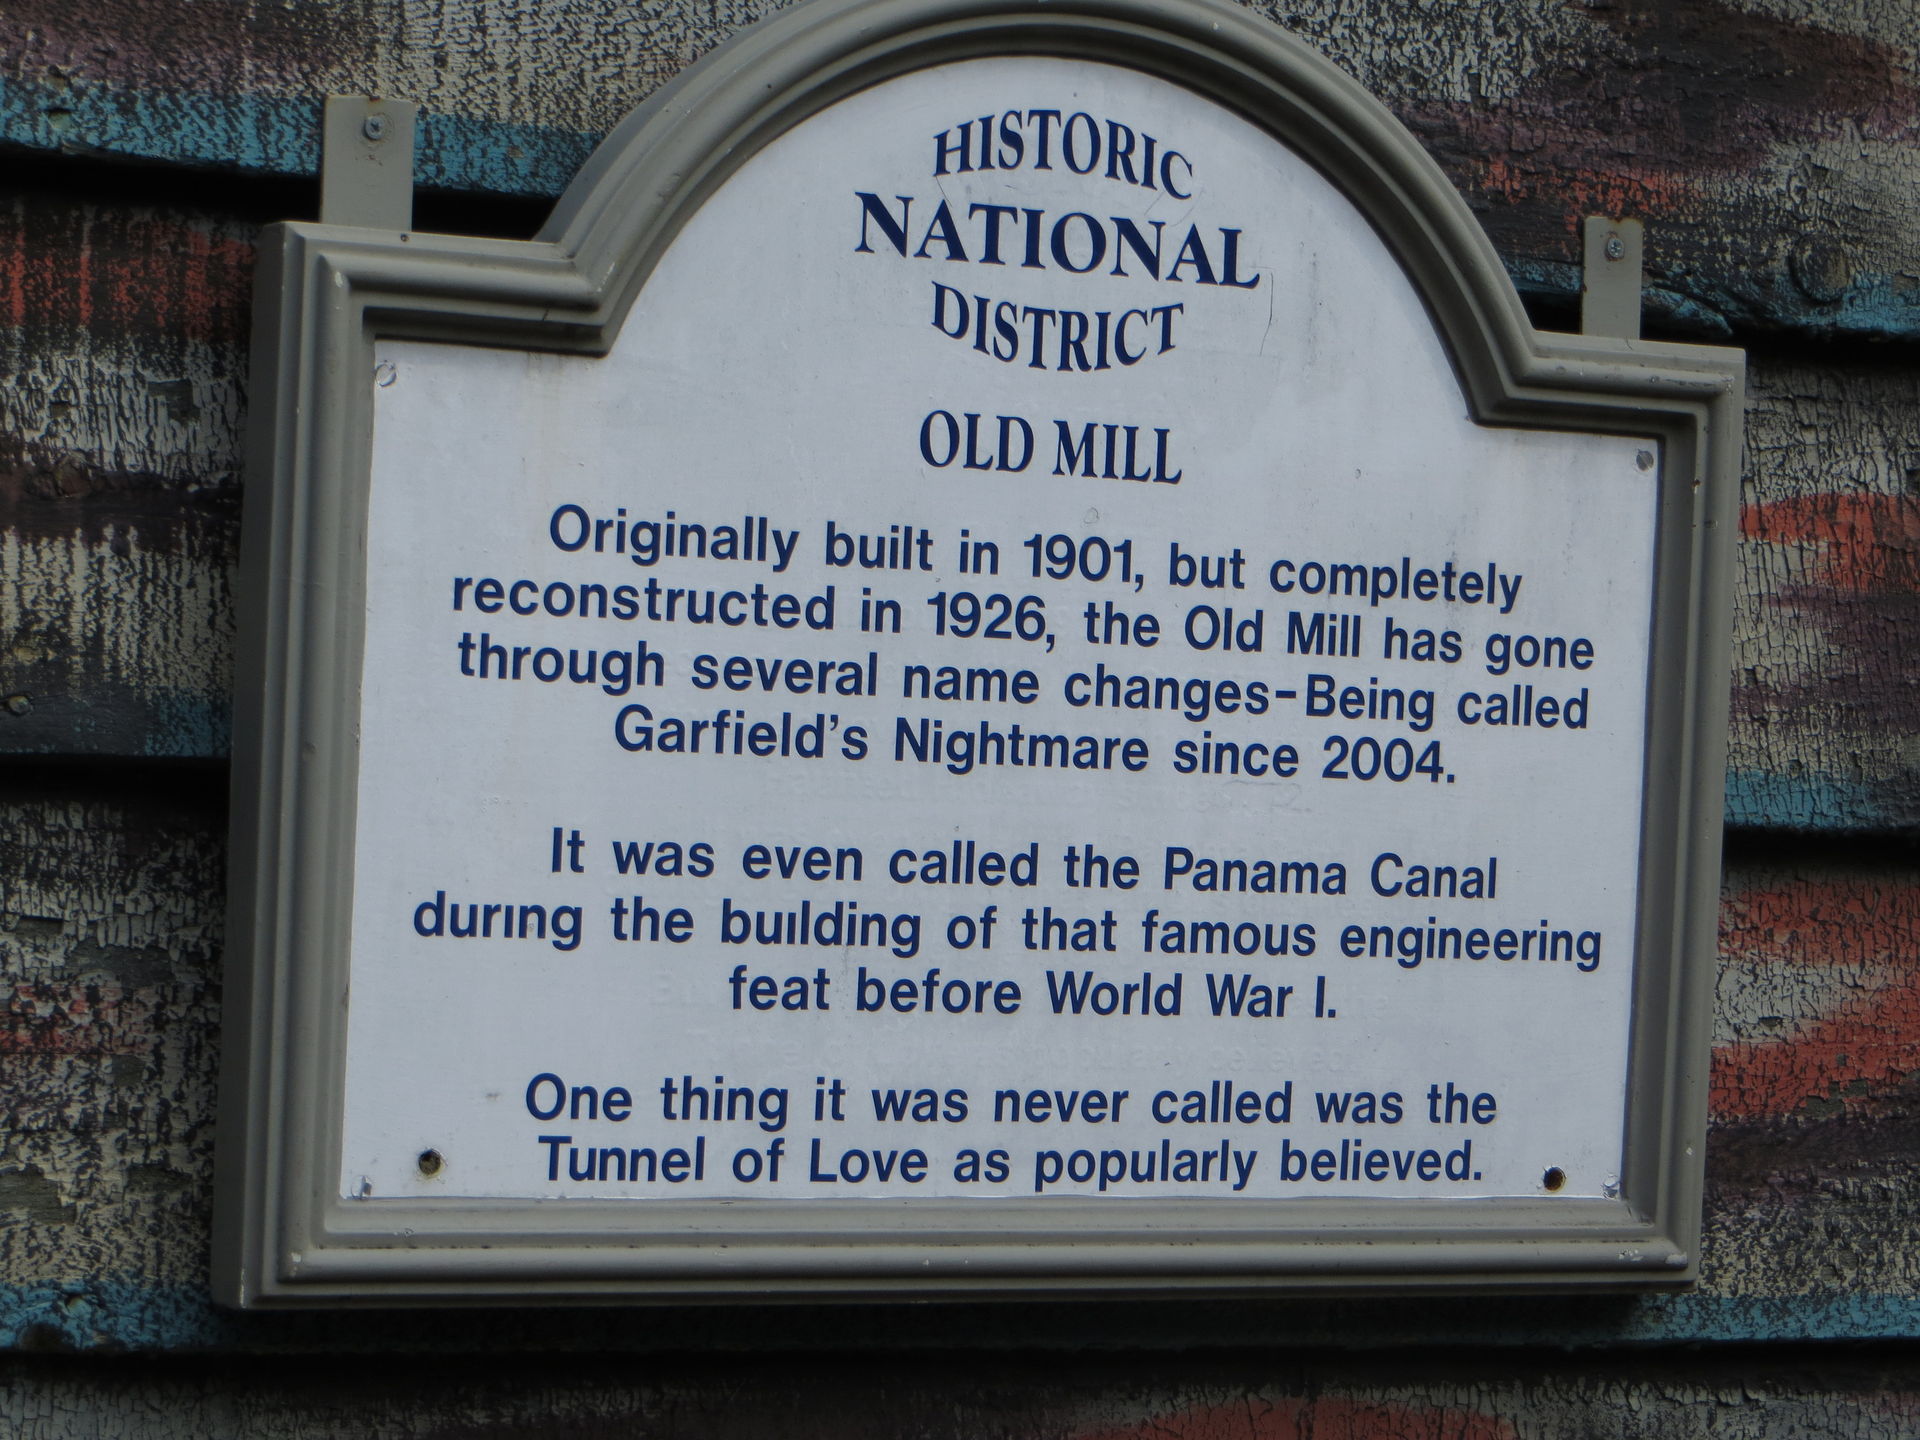 HISTORIC
NATIONAL
DISTRICT
OLD MILL
Originally built in 1901, but completely
reconstructed in 1926, the Old Mill has gone
through several name changes-Being called
Garfield's Nightmare since 2004.
It was even called the Panama Canal
during the building of that famous engineering
feat before World War I.
One thing it was never called was the
Tunnel of Love as popularly believed.